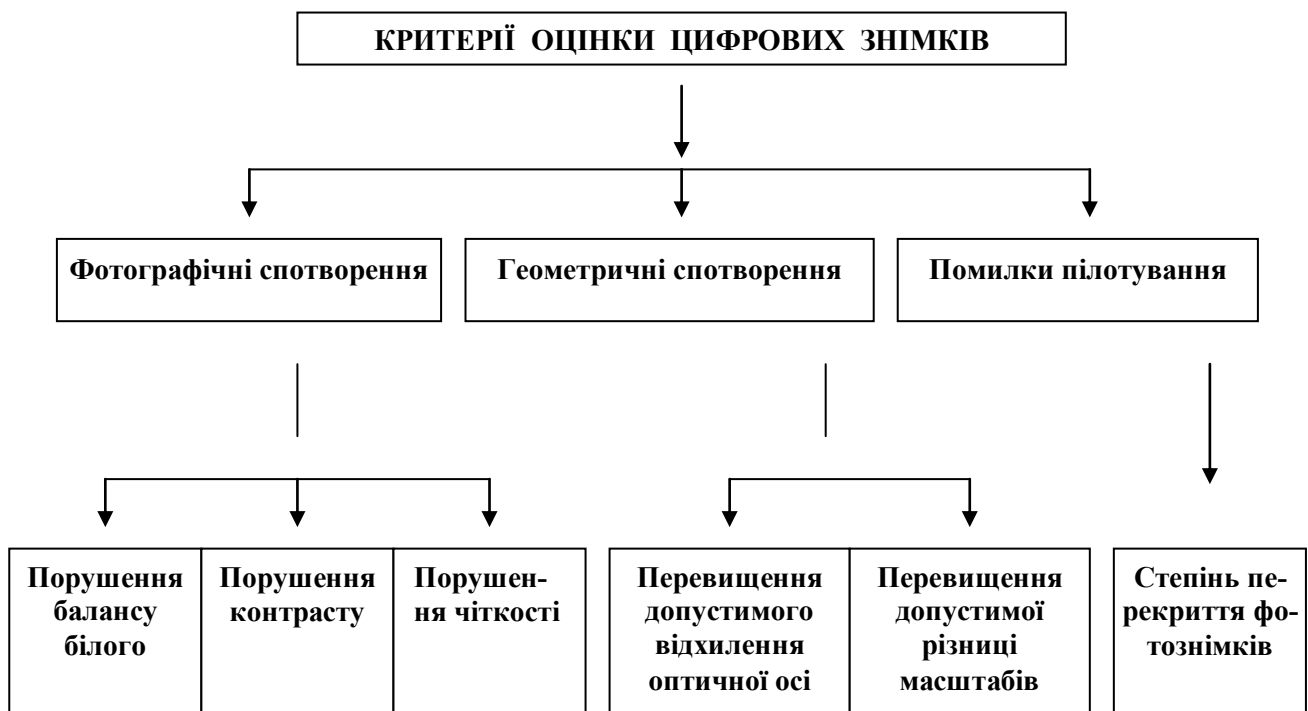 КРИТЕРІЇ ОЦІНКИ ЦИФРОВИХ ЗНІМКІВ
Фотографічні спотворення
Геометричні спотворення
Помилки пілотування
Порушення
балансу
білого
Порушення
контрасту
Порушен-
ня чіткості
Перевищення
допустимого
відхилення
оптичної осі
Перевищення
допустимої
різниці
масштабів
Степінь пе-
рекриття фо-
тознімків